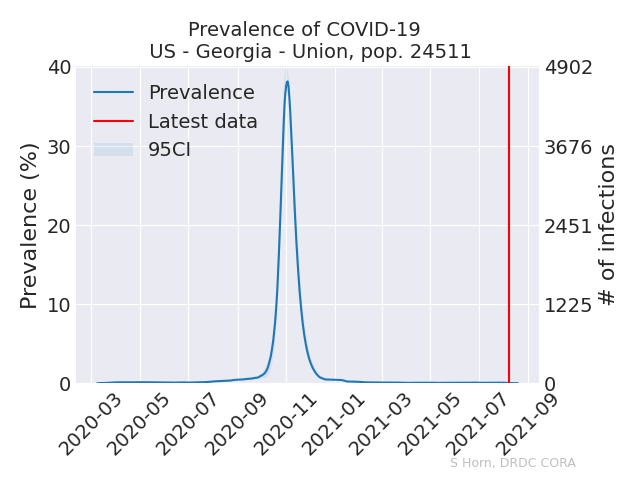 Prevalence of COVID-19
US - Georgia - Union, pop. 24511
Prevalence
Latest data
95CI
Prevalence (%)
40
30
20
10
0
# of infections
4902
3676
2451
1225
0
2020-03
2020-05
2020-07
2020-09
2020-11
2021-01
2021-03
2021-05
2021-07
2021-09
S Horn, DRDC CORA